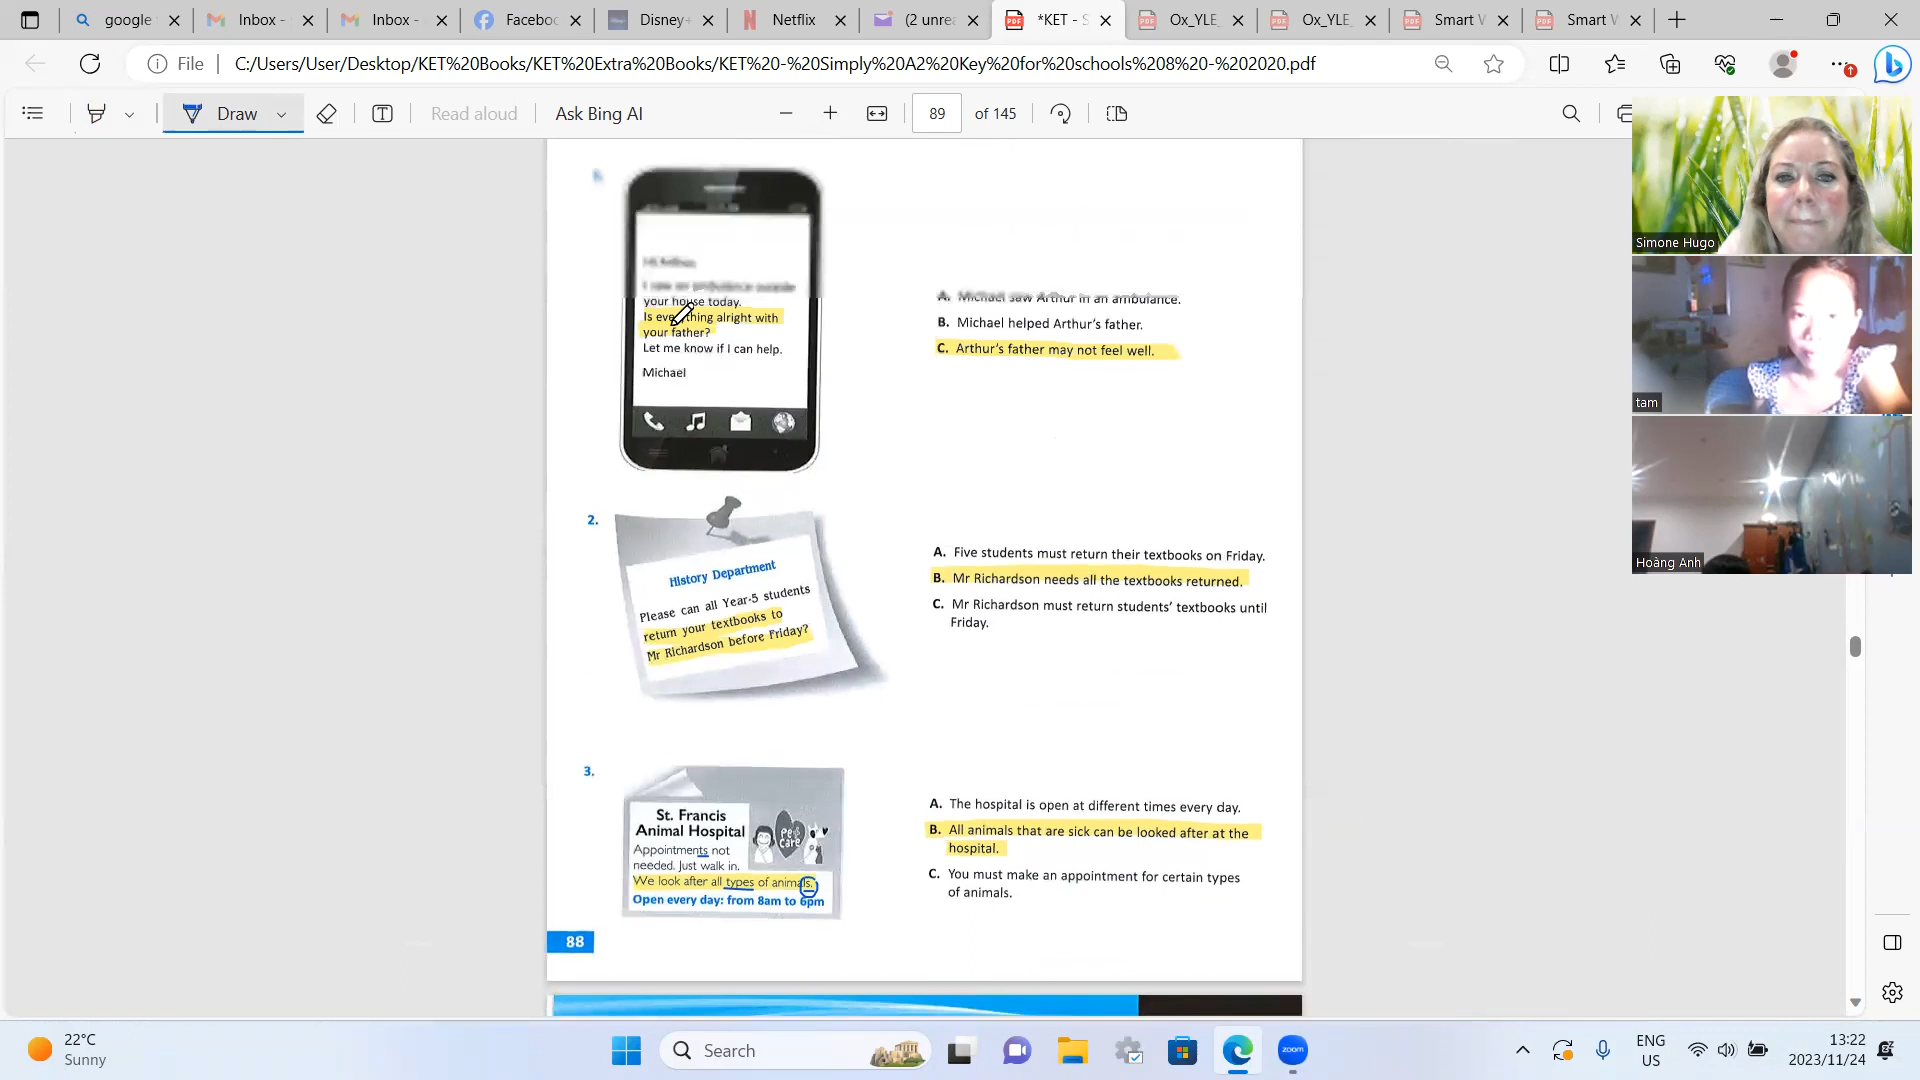 google
Inbox -
Inbox -
Faceboo
Disney+
Netflix
(2 unrea
*KET - S
Ox_YLE_
Ox_YLE_
Smart W
Smart W
File
C:/Users/User/Desktop/KET%20Books/KET%20Extra%20Books/KET%20-%20Simply%20A2%20Key%20for%20schools%208%20-%202020.pdf
Draw
Read aloud
Ask Bing AI
89
of 145
your house today.
Is everything alright with
your father?
Let me know if I can help.
Michael
A. Michael saw Arthur in an ambulance.
B. Michael helped Arthur's father.
C. Arthur's father may not feel well.
2.
History Department
Please can all Year-5 students
return your textbooks to
Mr Richardson before Friday?
A. Five students must return their textbooks on Friday.
B. Mr Richardson needs all the textbooks returned.
C. Mr Richardson must return students' textbooks until
Friday.
3.
St. Francis
Animal Hospital
Appointments not
needed. Just walk in.
We look after all types of animals.
Open every day: from 8am to 6pm
Pet
care
A. The hospital is open at different times every day.
B. All animals that are sick can be looked after at the
hospital.
C. You must make an appointment for certain types
of animals.
88
Simone Hugo
tam
Hoàng Anh
22°C
Sunny
Search
zoom
ENG
US
13:22
2023/11/24